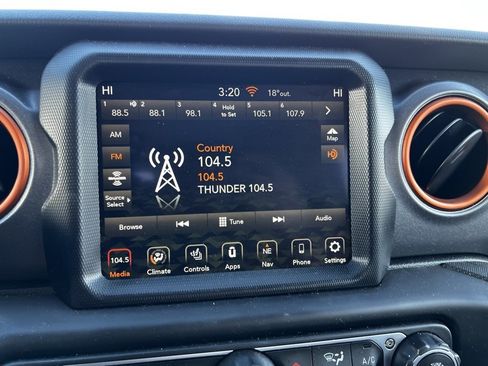 HI 3:20 18°out. HI
1 2 3 4 5 6
88.5 88.1 98.1 Hold to Set 105.1 107.9
AM
FM
Source Select
Country
104.5
104.5
THUNDER 104.5
Map
Browse Tune Audio
104.5 NE
Media Climate Controls Apps Nav Phone Settings
A/C